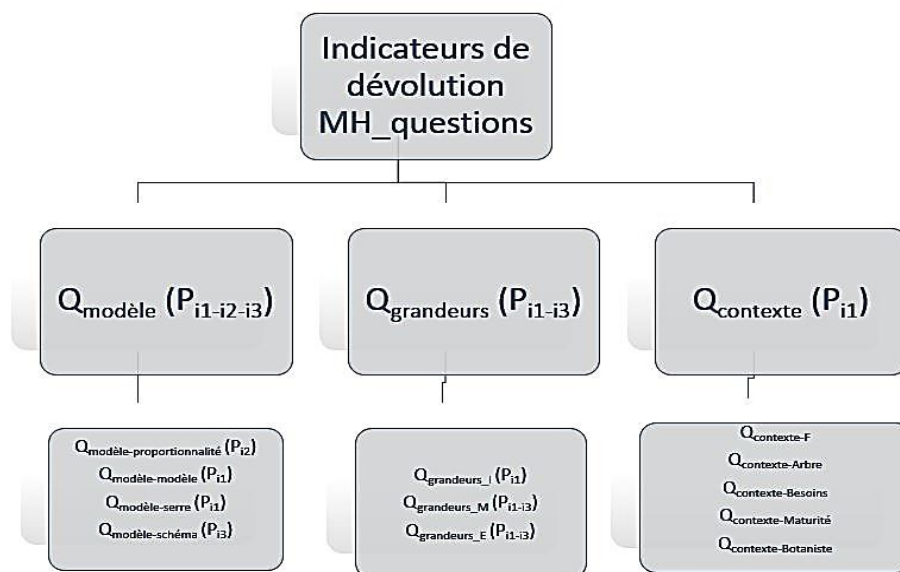 Indicateurs de
dévolution
MH_questions
Qmodèle (Pi1-i2-i3)
Qgrandeurs (Pi1-i3)
Qcontexte (Pi1)
Qmodèle-proportionnalité (Pi2)
Qmodèle-modèle (Pi1)
Qmodèle-serre (Pi1)
Qmodèle-schéma (Pi3)
Qgrandeurs_I (Pi1)
Qgrandeurs_M (Pi1-i3)
Qgrandeurs_E (Pi1-i3)
Qcontexte-F
Qcontexte-Arbre
Qcontexte-Besoins
Qcontexte-Maturité
Qcontexte-Botaniste